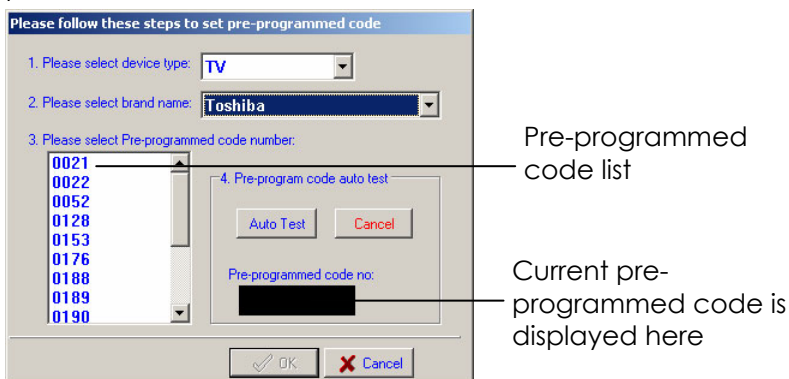 Please follow these steps to set pre-programmed code
1. Please select device type: TV
2. Please select brand name: Toshiba
3. Please select Pre-programmed code number:
0021
0022
0052
0128
0153
0176
0188
0189
0190
4. Pre-program code auto test
Auto Test Cancel
Pre-programmed code no:
OK Cancel
Pre-programmed
code list
Current pre-
programmed code is
displayed here